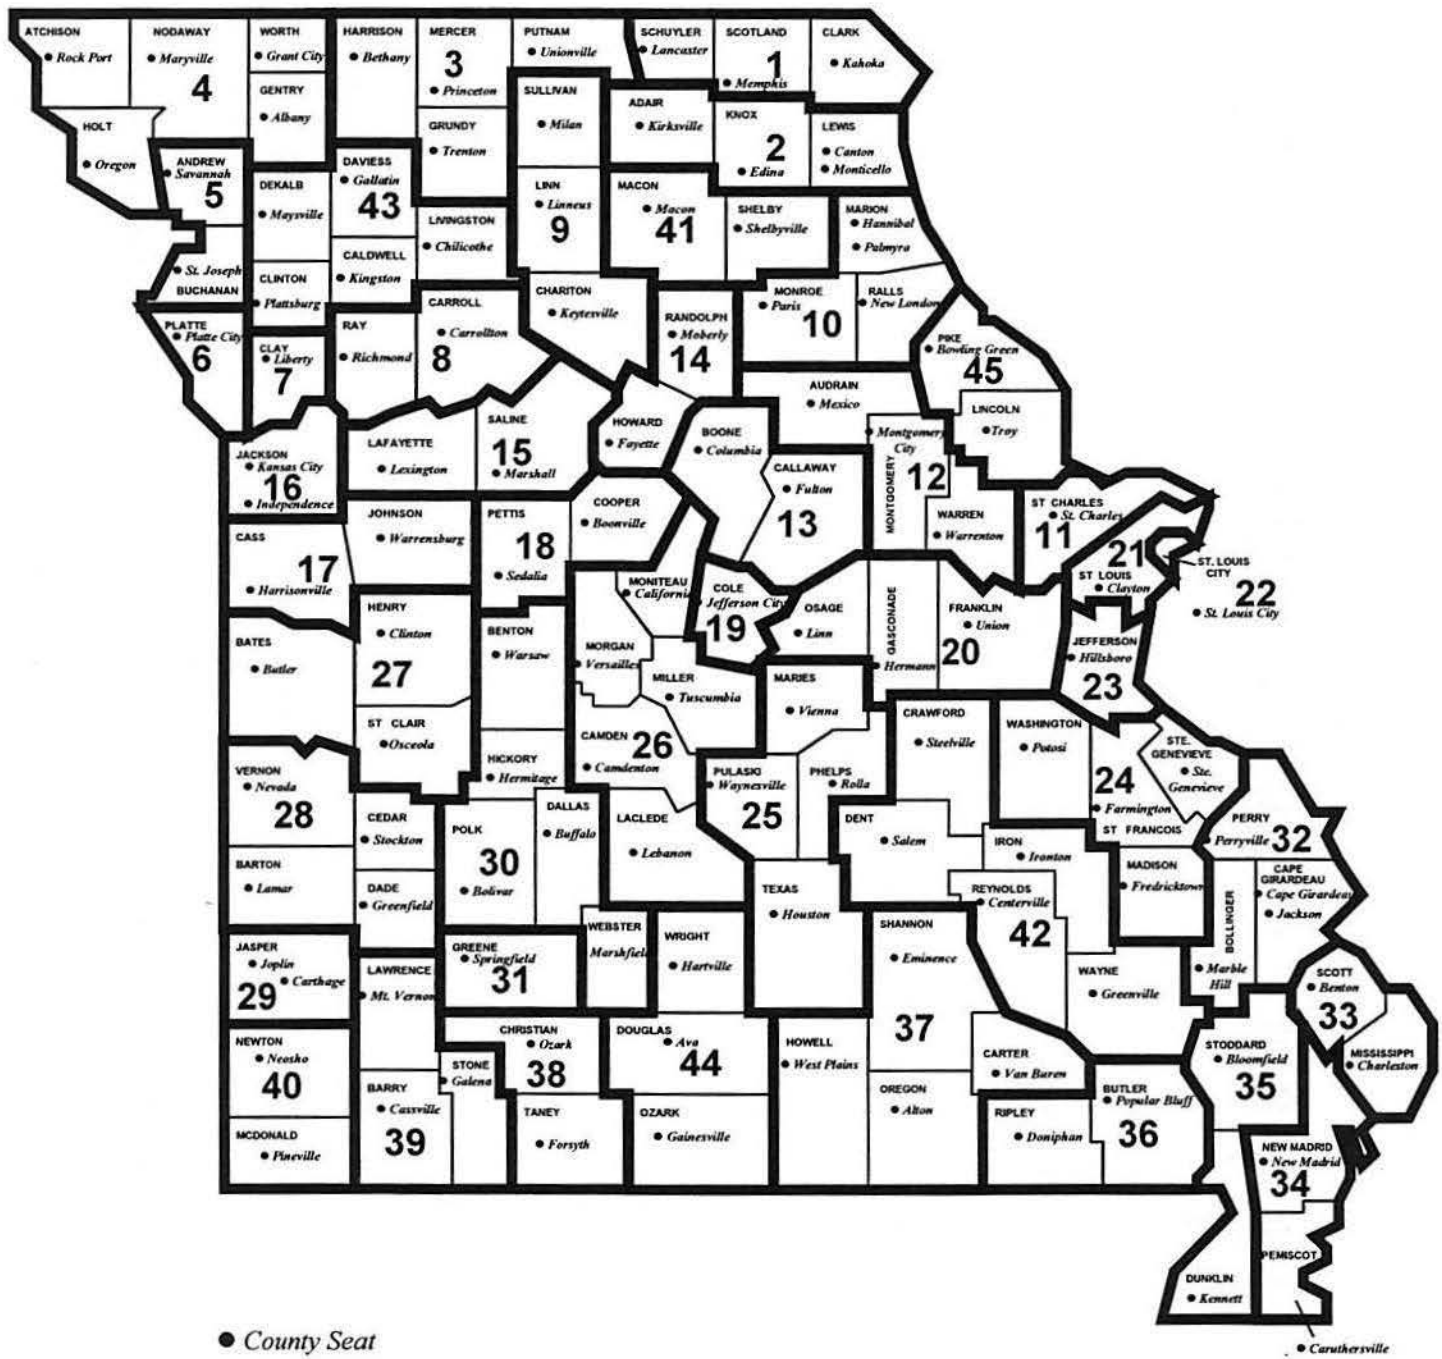 ATCHISON
Rock Port
NODAWAY
Maryville
4
WORTH
Grant City
GENTRY
Albany
HARRISON
Bethany
MERCER
3
Princeton
PUTNAM
Unionville
SCHUYLER
Lancaster
SCOTLAND
1
Memphis
CLARK
Kahoka
HOLT
Oregon
ANDREW
Savannah
5
DEKALB
Maysville
DAVIESS
Gallatin
43
GRUNDY
Trenton
SULLIVAN
Milan
ADAIR
Kirksville
KNOX
2
Edina
LEWIS
Canton
Monticello
LINN
Linneus
9
MACON
Macon
41
SHELBY
Shelbyville
MARION
Hannibal
Palmyra
LIVINGSTON
Chilicothe
CALDWELL
Kingston
St. Joseph
BUCHANAN
CLINTON
Plattsburg
PLATTE
Platte City
6
CLAY
Liberty
7
RAY
Richmond
CARROLL
Carrollton
8
CHARITON
Keytesville
RANDOLPH
Moberly
14
MONROE
Paris
10
RALLS
New London
PIKE
Bowling Green
45
LINCOLN
Troy
AUDRAIN
Mexico
HOWARD
Fayette
BOONE
Columbia
CALLAWAY
Fulton
13
Montgomery
City
MONTGOMERY
12
WARREN
Warrenton
ST CHARLES
St. Charles
11
21
ST LOUIS
Clayton
ST. LOUIS
CITY
22
St. Louis City
JACKSON
Kansas City
16
Independence
LAFAYETTE
Lexington
SALINE
15
Marshall
CASS
17
Harrisonville
JOHNSON
Warrensburg
PETTIS
18
Sedalia
COOPER
Boonville
MONITEAU
California
COLE
Jefferson City
19
OSAGE
Linn
GASCONADE
Hermann
FRANKLIN
Union
20
JEFFERSON
Hillsboro
23
BATES
Butler
HENRY
Clinton
27
BENTON
Warsaw
MORGAN
Versailles
MILLER
Tuscumbia
MARIES
Vienna
ST CLAIR
Osceola
HICKORY
Hermitage
CAMDEN
26
Camdenton
PULASKI
Waynesville
25
PHELPS
Rolla
CRAWFORD
Steelville
WASHINGTON
Potosi
24
Farmington
ST FRANCOIS
STE.
GENEVIEVE
Ste.
Genevieve
VERNON
Nevada
28
CEDAR
Stockton
POLK
30
Bolivar
DALLAS
Buffalo
LACLEDE
Lebanon
DENT
Salem
IRON
Ironton
MADISON
Fredricktown
PERRY
Perryville
32
BARTON
Lamar
DADE
Greenfield
TEXAS
Houston
REYNOLDS
Centerville
42
BOLLINGER
Marble
Hill
CAPE
GIRARDEAU
Cape Girardeau
Jackson
JASPER
Joplin
Carthage
29
LAWRENCE
Mt. Vernon
GREENE
Springfield
31
WEBSTER
Marshfield
WRIGHT
Hartville
SHANNON
Eminence
37
WAYNE
Greenville
SCOTT
Benton
33
NEWTON
Neosho
40
CHRISTIAN
Ozark
38
DOUGLAS
Ava
44
HOWELL
West Plains
CARTER
Van Buren
STODDARD
Bloomfield
35
MISSISSIPPI
Charleston
MCDONALD
Pineville
BARRY
Cassville
39
STONE
Galena
TANEY
Forsyth
OZARK
Gainesville
OREGON
Alton
RIPLEY
Doniphan
BUTLER
Popular Bluff
36
NEW MADRID
New Madrid
34
PEMISCOT
DUNKLIN
Kennett
Caruthersville
County Seat